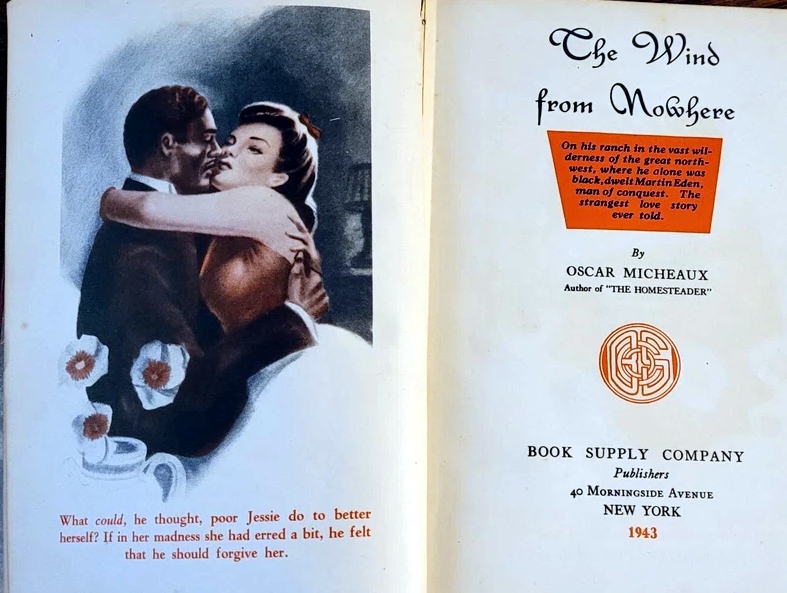 What could, he thought, poor Jessie do to better
herself? If in her madness she had erred a bit, he felt
that he should forgive her.
The Wind
from Nowhere
On his ranch in the vast wil-
derness of the great north-
west, where he alone was
black, dwelt Martin Eden,
man of conquest. The
strangest love story
ever told.
By
OSCAR MICHEAUX
Author of "THE HOMESTEADER"
BOOK SUPPLY COMPANY
Publishers
40 MORNINGSIDE AVENUE
NEW YORK
1943